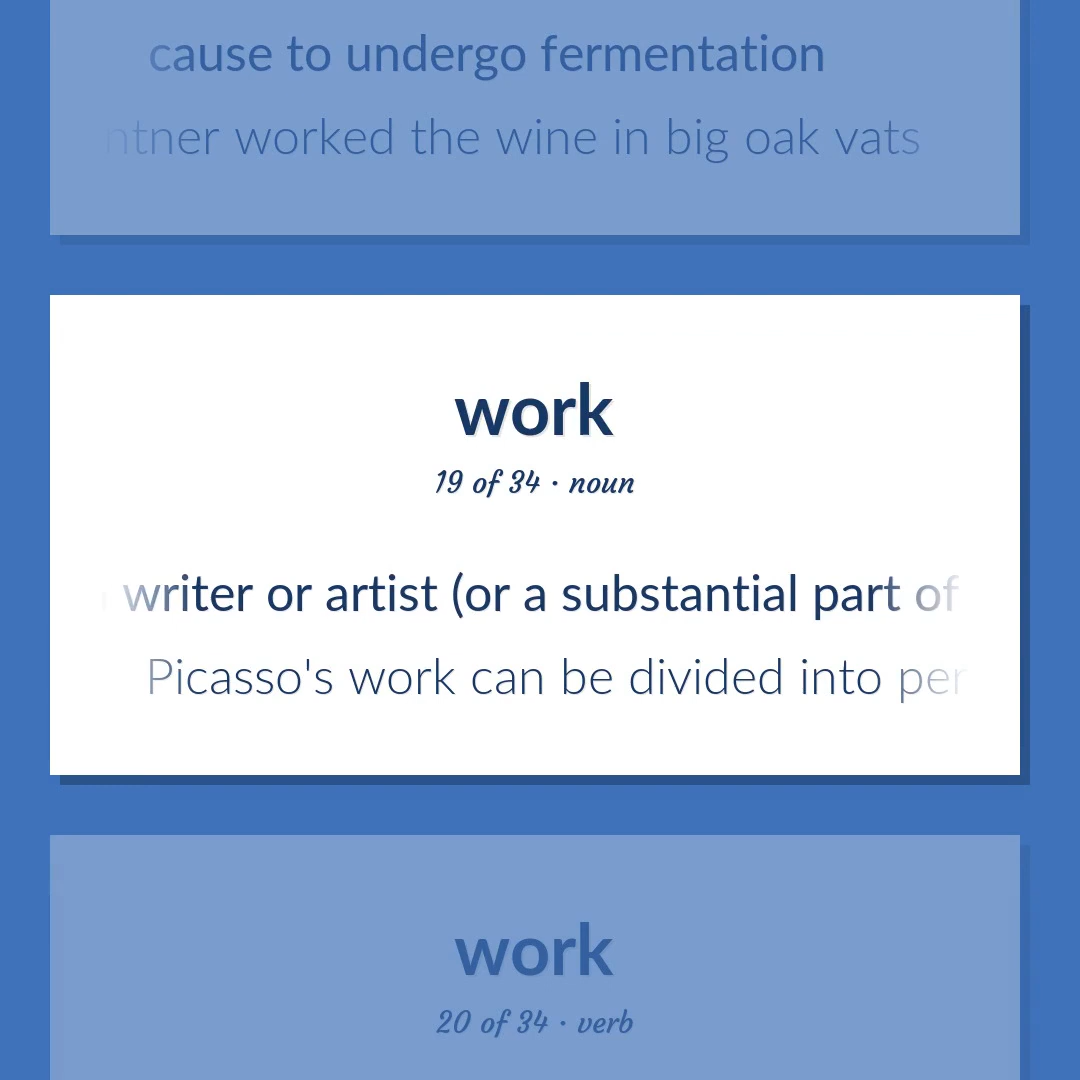 cause to undergo fermentation
ntner worked the wine in big oak vats
work
19 of 34 · noun
writer or artist (or a substantial part of
Picasso's work can be divided into per
work
20 of 34 · verb